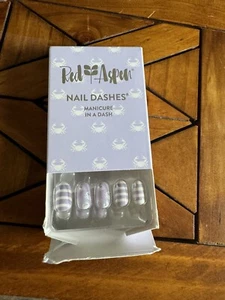 Red Aspen
NAIL DASHES®
MANICURE
IN A DASH